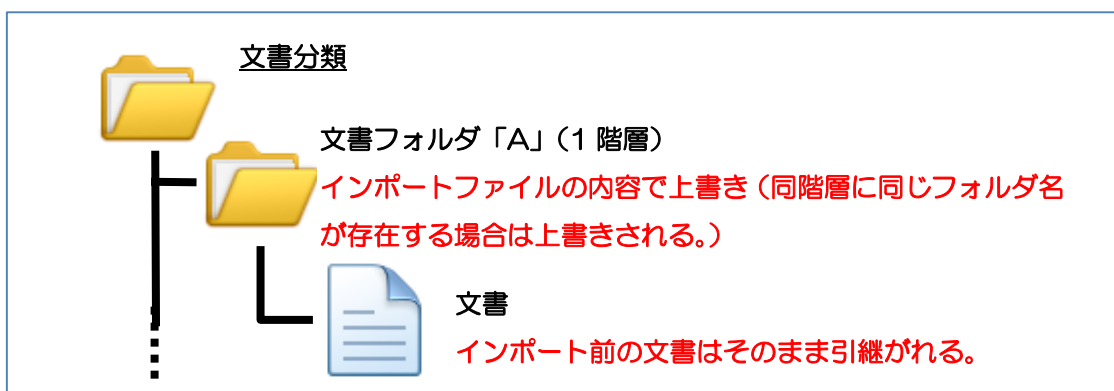 文書分類
文書フォルダ「A」（1 階層）
インポートファイルの内容で上書き（同階層に同じフォルダ名
が存在する場合は上書きされる。）
文書
インポート前の文書はそのまま引継がれる。